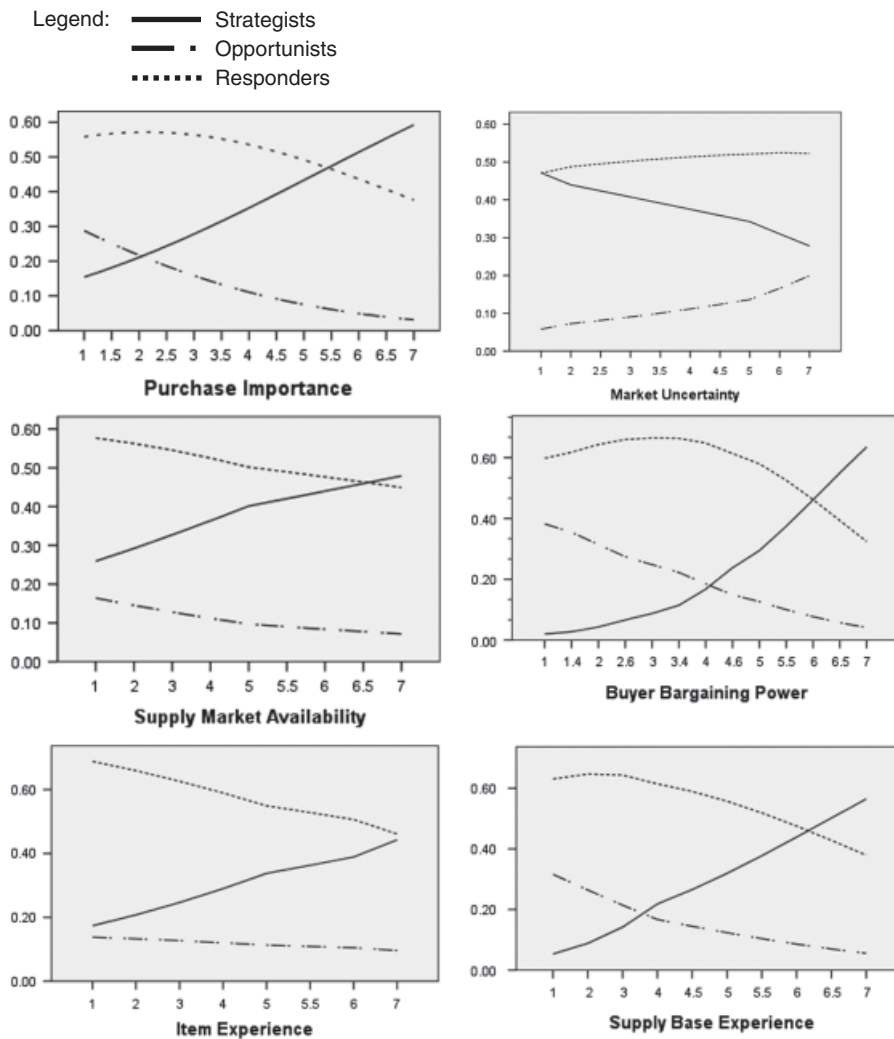 Legend:
Strategists
Opportunists
Responders
0.60
0.50
0.40
0.30
0.20
0.10
0.00
1 1.5 2 2.5 3 3.5 4 4.5 5 5.5 6 6.5 7
Purchase Importance
0.60
0.50
0.40
0.30
0.20
0.10
0.00
1 2 2.5 3 3.5 4 4.5 5 6 7
Market Uncertainty
0.60
0.50
0.40
0.30
0.20
0.10
0.00
1 2 3 4 5 5.5 6 6.5 7
Supply Market Availability
0.60
0.40
0.20
0.00
1 1.4 2 2.6 3 3.4 4 4.6 5 5.5 6 6.5 7
Buyer Bargaining Power
0.60
0.40
0.20
0.00
1 2 3 4 5 5.5 6 7
Item Experience
0.60
0.40
0.20
0.00
1 2 3 4 4.5 5 5.5 6 6.5 7
Supply Base Experience